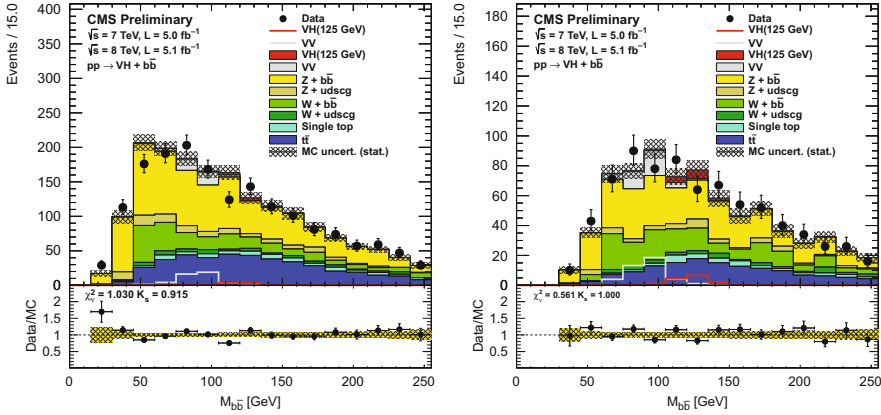 CMS Preliminary
√s = 7 TeV, L = 5.0 fb⁻¹
√s = 8 TeV, L = 5.1 fb⁻¹
pp → VH + bb̄
Data
VH(125 GeV)
VV
VH(125 GeV)
VV
Z + bb̄
Z + udscg
W + bb̄
W + udscg
Single top
tt̄
MC uncert. (stat.)
Events / 15.0
400
350
300
250
200
150
100
50
0
χᵥ² = 1.030 Kₛ = 0.915
Data/MC
2
1.5
1
0.5
0 50 100 150 200 250
M_bb̄ [GeV]
CMS Preliminary
√s = 7 TeV, L = 5.0 fb⁻¹
√s = 8 TeV, L = 5.1 fb⁻¹
pp → VH + bb̄
Data
VH(125 GeV)
VV
VH(125 GeV)
VV
Z + bb̄
Z + udscg
W + bb̄
W + udscg
Single top
tt̄
MC uncert. (stat.)
Events / 15.0
180
160
140
120
100
80
60
40
20
0
χᵥ² = 0.561 Kₛ = 1.000
Data/MC
2
1.5
1
0.5
0 50 100 150 200 250
M_bb̄ [GeV]